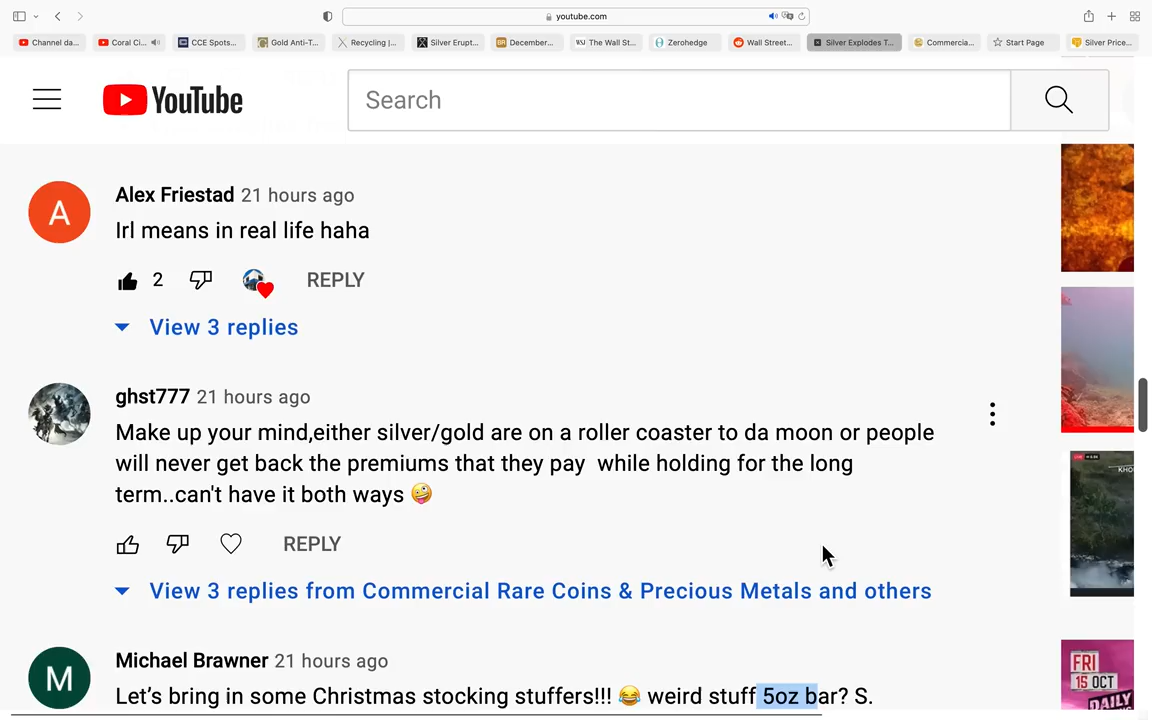 youtube.com
Channel da...
Coral Ci...
CCE Spots...
Gold Anti-T...
Recycling |...
Silver Erupt...
December...
The Wall St...
Zerohedge
Wall Street...
Silver Explodes T...
Commercia...
Start Page
Silver Price...
YouTube
Search
Alex Friestad 21 hours ago
Irl means in real life haha
2
REPLY
View 3 replies
ghst777 21 hours ago
Make up your mind,either silver/gold are on a roller coaster to da moon or people
will never get back the premiums that they pay while holding for the long
term..can't have it both ways 🤪
REPLY
View 3 replies from Commercial Rare Coins & Precious Metals and others
Michael Brawner 21 hours ago
Let’s bring in some Christmas stocking stuffers!!! 😂 weird stuff 5oz bar? S.
A
M
KHO
FRI
15 OCT
DAILY